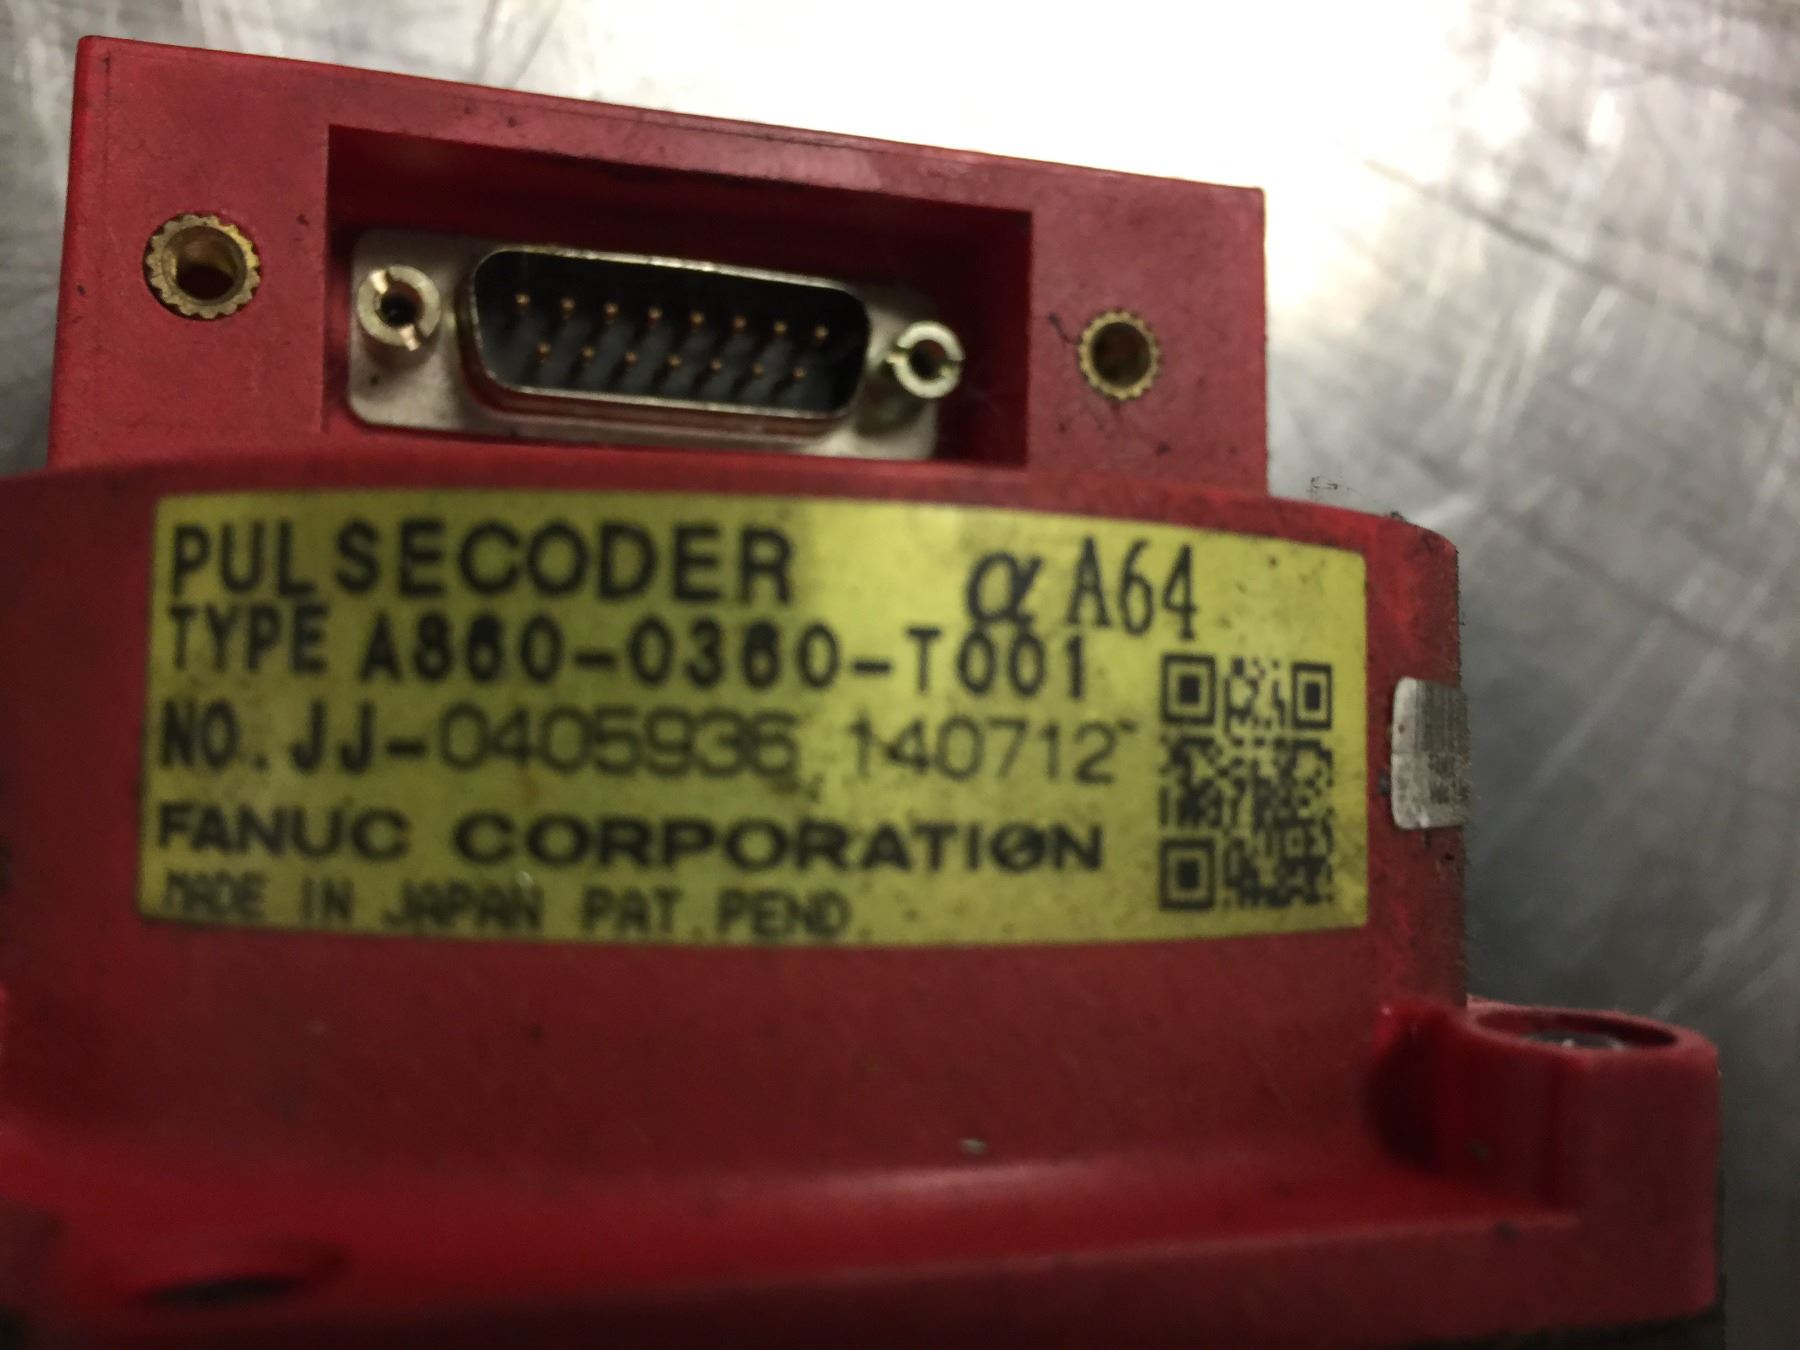 PULSECODER αA64
TYPE A860-0360-T001
NO. JJ-0405936 140712
FANUC CORPORATION
MADE IN JAPAN PAT.PEND.